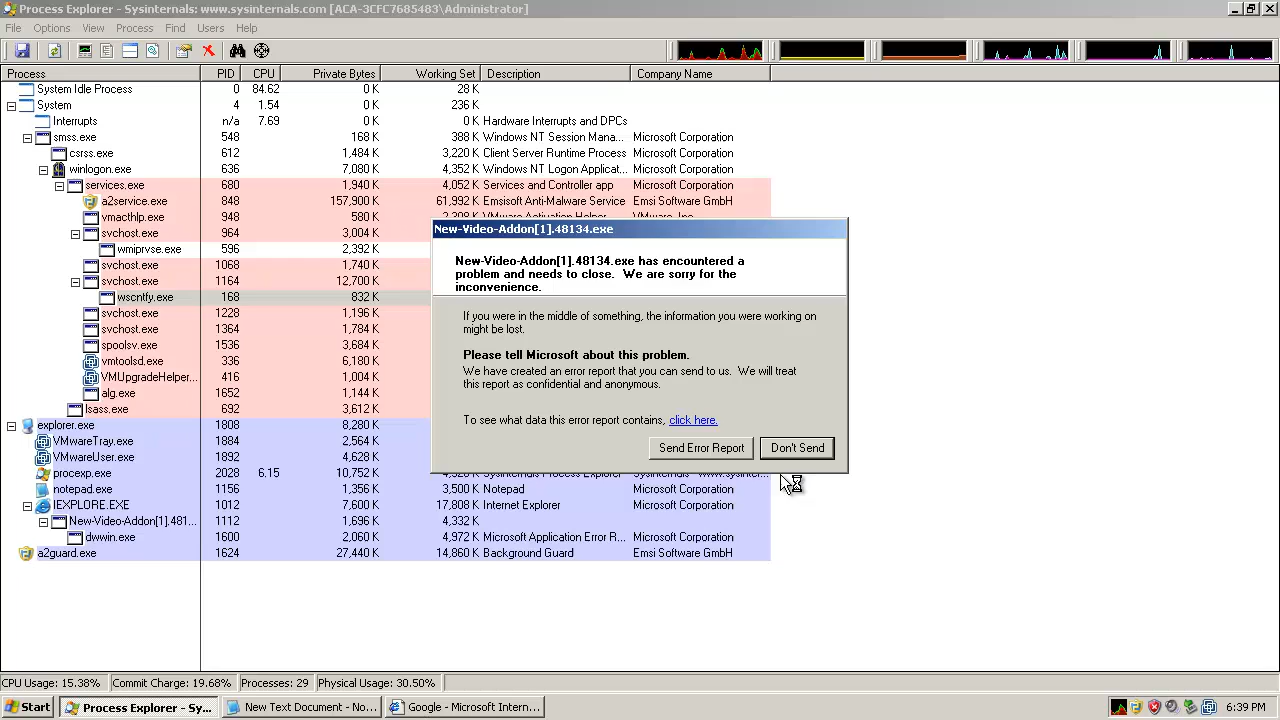 Process Explorer - Sysinternals: www.sysinternals.com [ACA-3CFC7685483\Administrator]
File Options View Process Find Users Help
Process PID CPU Private Bytes Working Set Description Company Name
System Idle Process 0 84.62 0 K 28 K
System 4 1.54 0 K 236 K
Interrupts n/a 7.69 0 K 0 K Hardware Interrupts and DPCs
smss.exe 548 168 K 388 K Windows NT Session Mana... Microsoft Corporation
csrss.exe 612 1,484 K 3,220 K Client Server Runtime Process Microsoft Corporation
winlogon.exe 636 7,080 K 4,352 K Windows NT Logon Applicat... Microsoft Corporation
services.exe 680 1,940 K 4,052 K Services and Controller app Microsoft Corporation
a2service.exe 848 157,900 K 61,992 K Emsisoft Anti-Malware Service Emsi Software GmbH
vmacthlp.exe 948 580 K 2,308 K VMware Activation Helper VMware, Inc.
svchost.exe 964 3,004 K
wmiprvse.exe 596 2,392 K
svchost.exe 1068 1,740 K
svchost.exe 1164 12,700 K
wscntfy.exe 168 832 K
svchost.exe 1228 1,196 K
svchost.exe 1364 1,784 K
spoolsv.exe 1536 3,684 K
vmtoolsd.exe 336 6,180 K
VMUpgradeHelper... 416 1,004 K
alg.exe 1652 1,144 K
lsass.exe 692 3,612 K
explorer.exe 1808 8,280 K
VMwareTray.exe 1884 2,564 K
VMwareUser.exe 1892 4,628 K
procexp.exe 2028 6.15 10,752 K
notepad.exe 1156 1,356 K 3,500 K Notepad Microsoft Corporation
IEXPLORE.EXE 1012 7,600 K 17,808 K Internet Explorer Microsoft Corporation
New-Video-Addon[1].481... 1112 1,696 K 4,332 K
dwwin.exe 1600 2,060 K 4,972 K Microsoft Application Error R... Microsoft Corporation
a2guard.exe 1624 27,440 K 14,860 K Background Guard Emsi Software GmbH
New-Video-Addon[1].48134.exe
New-Video-Addon[1].48134.exe has encountered a
problem and needs to close. We are sorry for the
inconvenience.
If you were in the middle of something, the information you were working on
might be lost.
Please tell Microsoft about this problem.
We have created an error report that you can send to us. We will treat
this report as confidential and anonymous.
To see what data this error report contains, click here.
Send Error Report Don't Send
CPU Usage: 15.38% Commit Charge: 19.68% Processes: 29 Physical Usage: 30.50%
Start Process Explorer - Sy... New Text Document - No... Google - Microsoft Intern... 6:39 PM